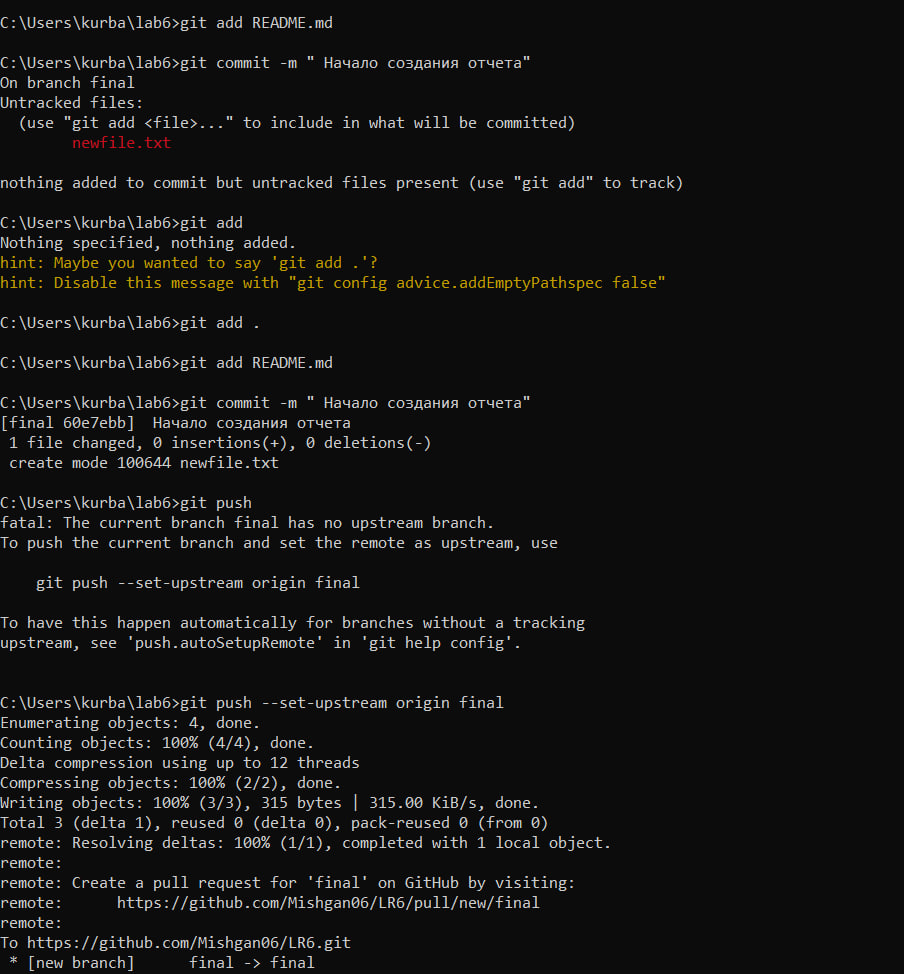 C:\Users\kurba\lab6>git add README.md
C:\Users\kurba\lab6>git commit -m " Начало создания отчета"
On branch final
Untracked files:
  (use "git add <file>..." to include in what will be committed)
        newfile.txt
nothing added to commit but untracked files present (use "git add" to track)
C:\Users\kurba\lab6>git add
Nothing specified, nothing added.
hint: Maybe you wanted to say 'git add .'?
hint: Disable this message with "git config advice.addEmptyPathspec false"
C:\Users\kurba\lab6>git add .
C:\Users\kurba\lab6>git add README.md
C:\Users\kurba\lab6>git commit -m " Начало создания отчета"
[final 60e7ebb]  Начало создания отчета
 1 file changed, 0 insertions(+), 0 deletions(-)
 create mode 100644 newfile.txt
C:\Users\kurba\lab6>git push
fatal: The current branch final has no upstream branch.
To push the current branch and set the remote as upstream, use
    git push --set-upstream origin final
To have this happen automatically for branches without a tracking
upstream, see 'push.autoSetupRemote' in 'git help config'.
C:\Users\kurba\lab6>git push --set-upstream origin final
Enumerating objects: 4, done.
Counting objects: 100% (4/4), done.
Delta compression using up to 12 threads
Compressing objects: 100% (2/2), done.
Writing objects: 100% (3/3), 315 bytes | 315.00 KiB/s, done.
Total 3 (delta 1), reused 0 (delta 0), pack-reused 0 (from 0)
remote: Resolving deltas: 100% (1/1), completed with 1 local object.
remote:
remote: Create a pull request for 'final' on GitHub by visiting:
remote:      https://github.com/Mishgan06/LR6/pull/new/final
remote:
To https://github.com/Mishgan06/LR6.git
 * [new branch]      final -> final